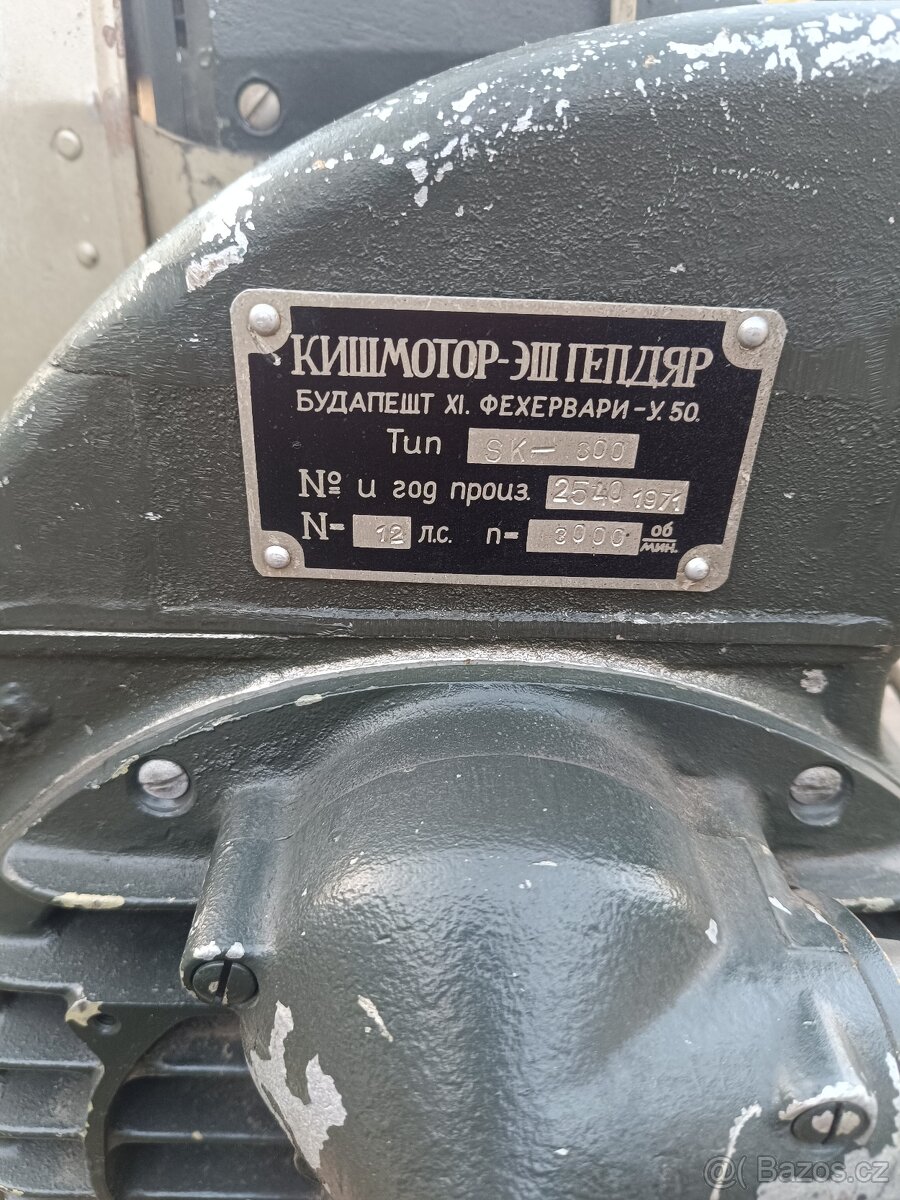 КИШМОТОР-ЭШ ГЕПДЯР
БУДАПЕШТ XI. ФЕХЕРВАРИ-У. 50.
Тип SK- 600
№ и год произ. 2540 1971
N= 12 л.с. n= 3000 об/мин.
@ Bazos.cz